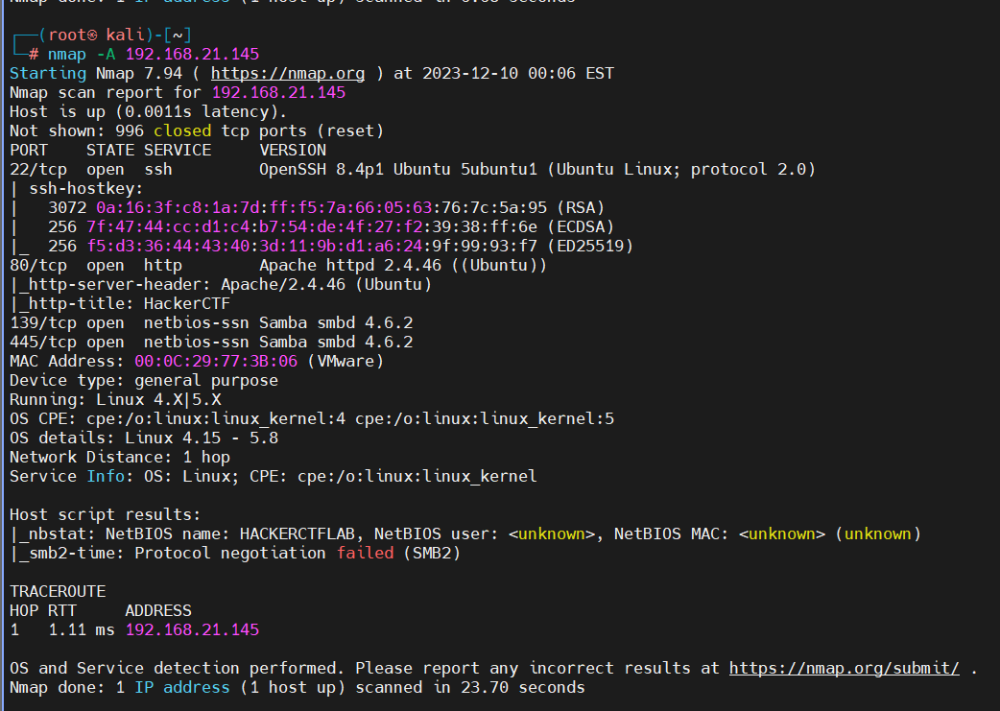 Nmap done: 1 IP address (1 host up) scanned in 0.06 seconds
┌──(root㉿kali)-[~]
└─# nmap -A 192.168.21.145
Starting Nmap 7.94 ( https://nmap.org ) at 2023-12-10 00:06 EST
Nmap scan report for 192.168.21.145
Host is up (0.0011s latency).
Not shown: 996 closed tcp ports (reset)
PORT    STATE SERVICE     VERSION
22/tcp  open  ssh         OpenSSH 8.4p1 Ubuntu 5ubuntu1 (Ubuntu Linux; protocol 2.0)
| ssh-hostkey:
|   3072 0a:16:3f:c8:1a:7d:ff:f5:7a:66:05:63:76:7c:5a:95 (RSA)
|   256 7f:47:44:cc:d1:c4:b7:54:de:4f:27:f2:39:38:ff:6e (ECDSA)
|_  256 f5:d3:36:44:43:40:3d:11:9b:d1:a6:24:9f:99:93:f7 (ED25519)
80/tcp  open  http        Apache httpd 2.4.46 ((Ubuntu))
|_http-server-header: Apache/2.4.46 (Ubuntu)
|_http-title: HackerCTF
139/tcp open  netbios-ssn Samba smbd 4.6.2
445/tcp open  netbios-ssn Samba smbd 4.6.2
MAC Address: 00:0C:29:77:3B:06 (VMware)
Device type: general purpose
Running: Linux 4.X|5.X
OS CPE: cpe:/o:linux:linux_kernel:4 cpe:/o:linux:linux_kernel:5
OS details: Linux 4.15 - 5.8
Network Distance: 1 hop
Service Info: OS: Linux; CPE: cpe:/o:linux:linux_kernel
Host script results:
|_nbstat: NetBIOS name: HACKERCTFLAB, NetBIOS user: <unknown>, NetBIOS MAC: <unknown> (unknown)
|_smb2-time: Protocol negotiation failed (SMB2)
TRACEROUTE
HOP RTT     ADDRESS
1   1.11 ms 192.168.21.145
OS and Service detection performed. Please report any incorrect results at https://nmap.org/submit/ .
Nmap done: 1 IP address (1 host up) scanned in 23.70 seconds